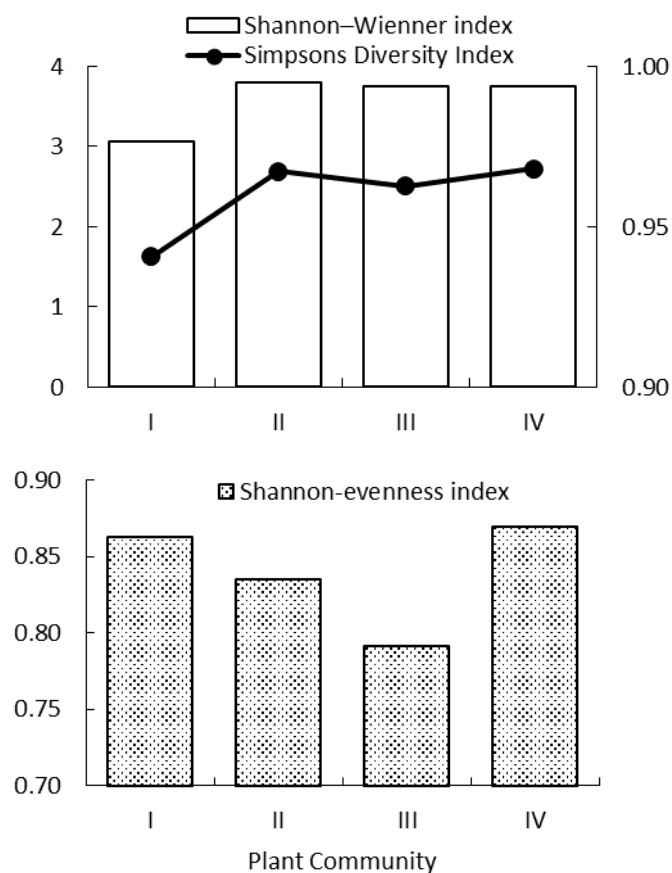 Shannon–Wienner index
Simpsons Diversity Index
4
3
2
1
0
1.00
0.95
0.90
I II III IV
Shannon-evenness index
0.90
0.85
0.80
0.75
0.70
I II III IV
Plant Community